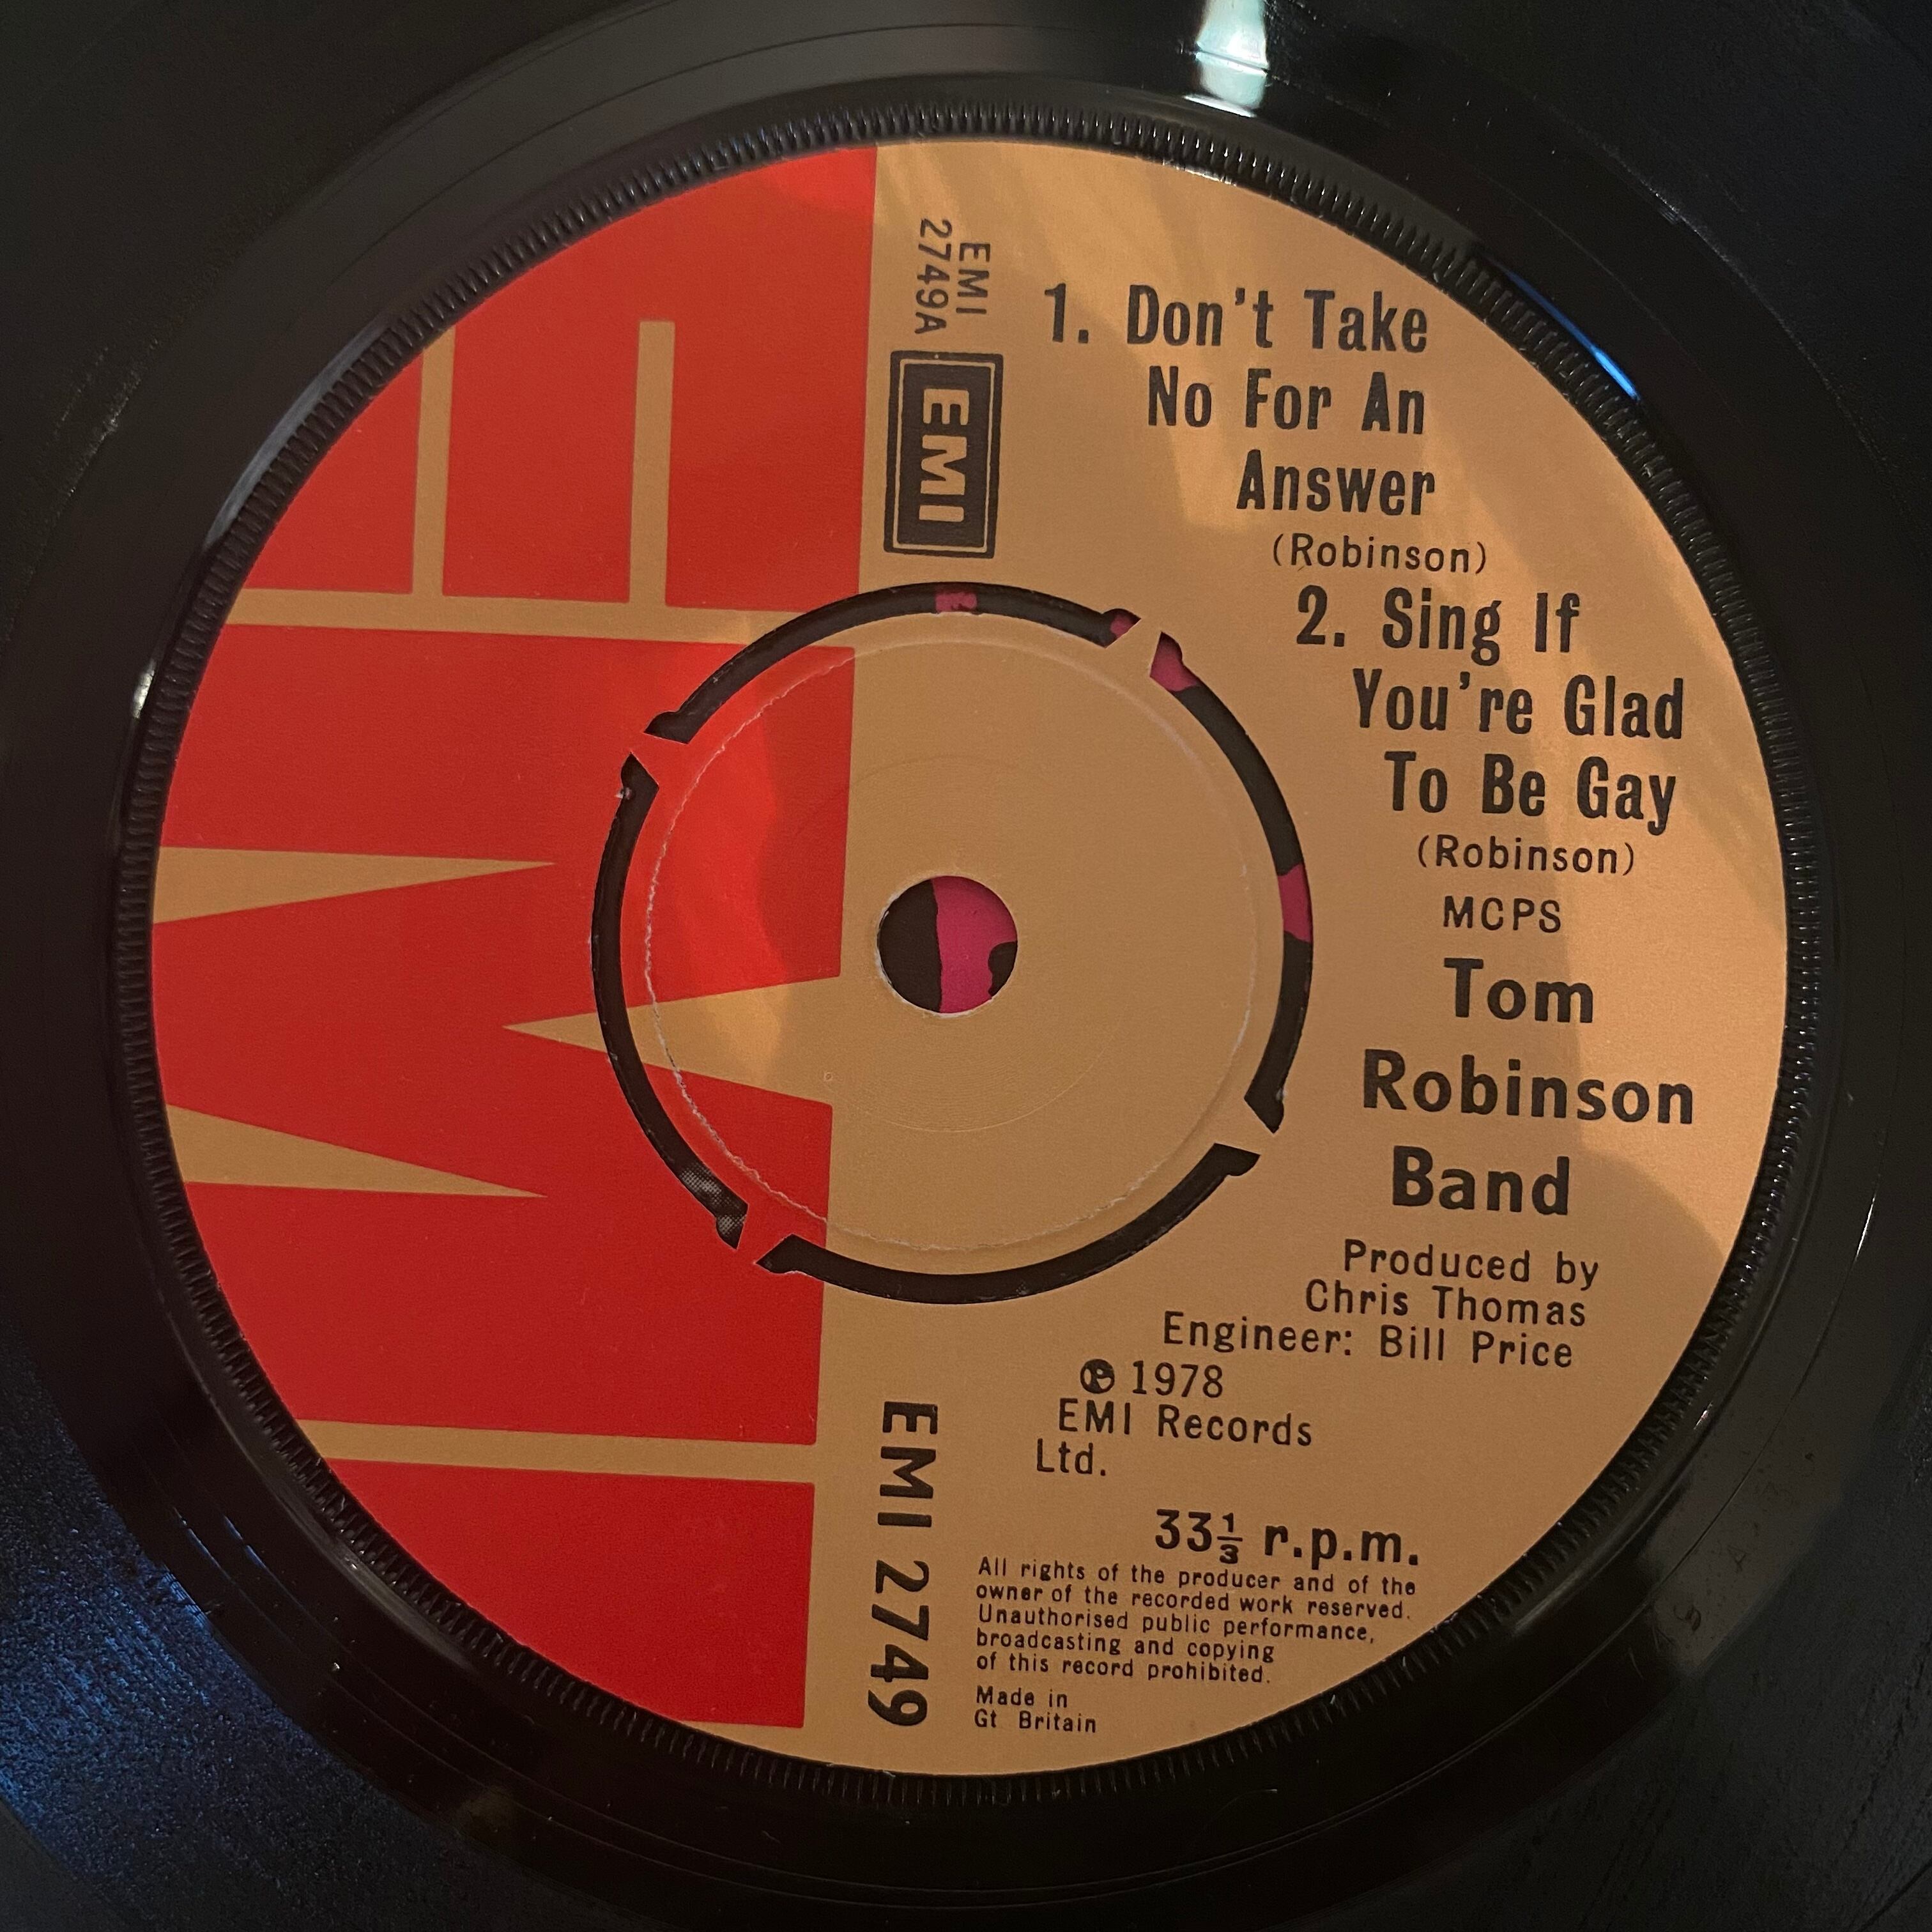 EMI
2749A
EMI
1. Don't Take
No For An
Answer
(Robinson)
2. Sing If
You're Glad
To Be Gay
(Robinson)
MCPS
Tom
Robinson
Band
Produced by
Chris Thomas
Engineer: Bill Price
℗ 1978
EMI Records
Ltd.
33⅓ r.p.m.
All rights of the producer and of the
owner of the recorded work reserved.
Unauthorised public performance,
broadcasting and copying
of this record prohibited.
Made in
Gt Britain
EMI 2749
EMI